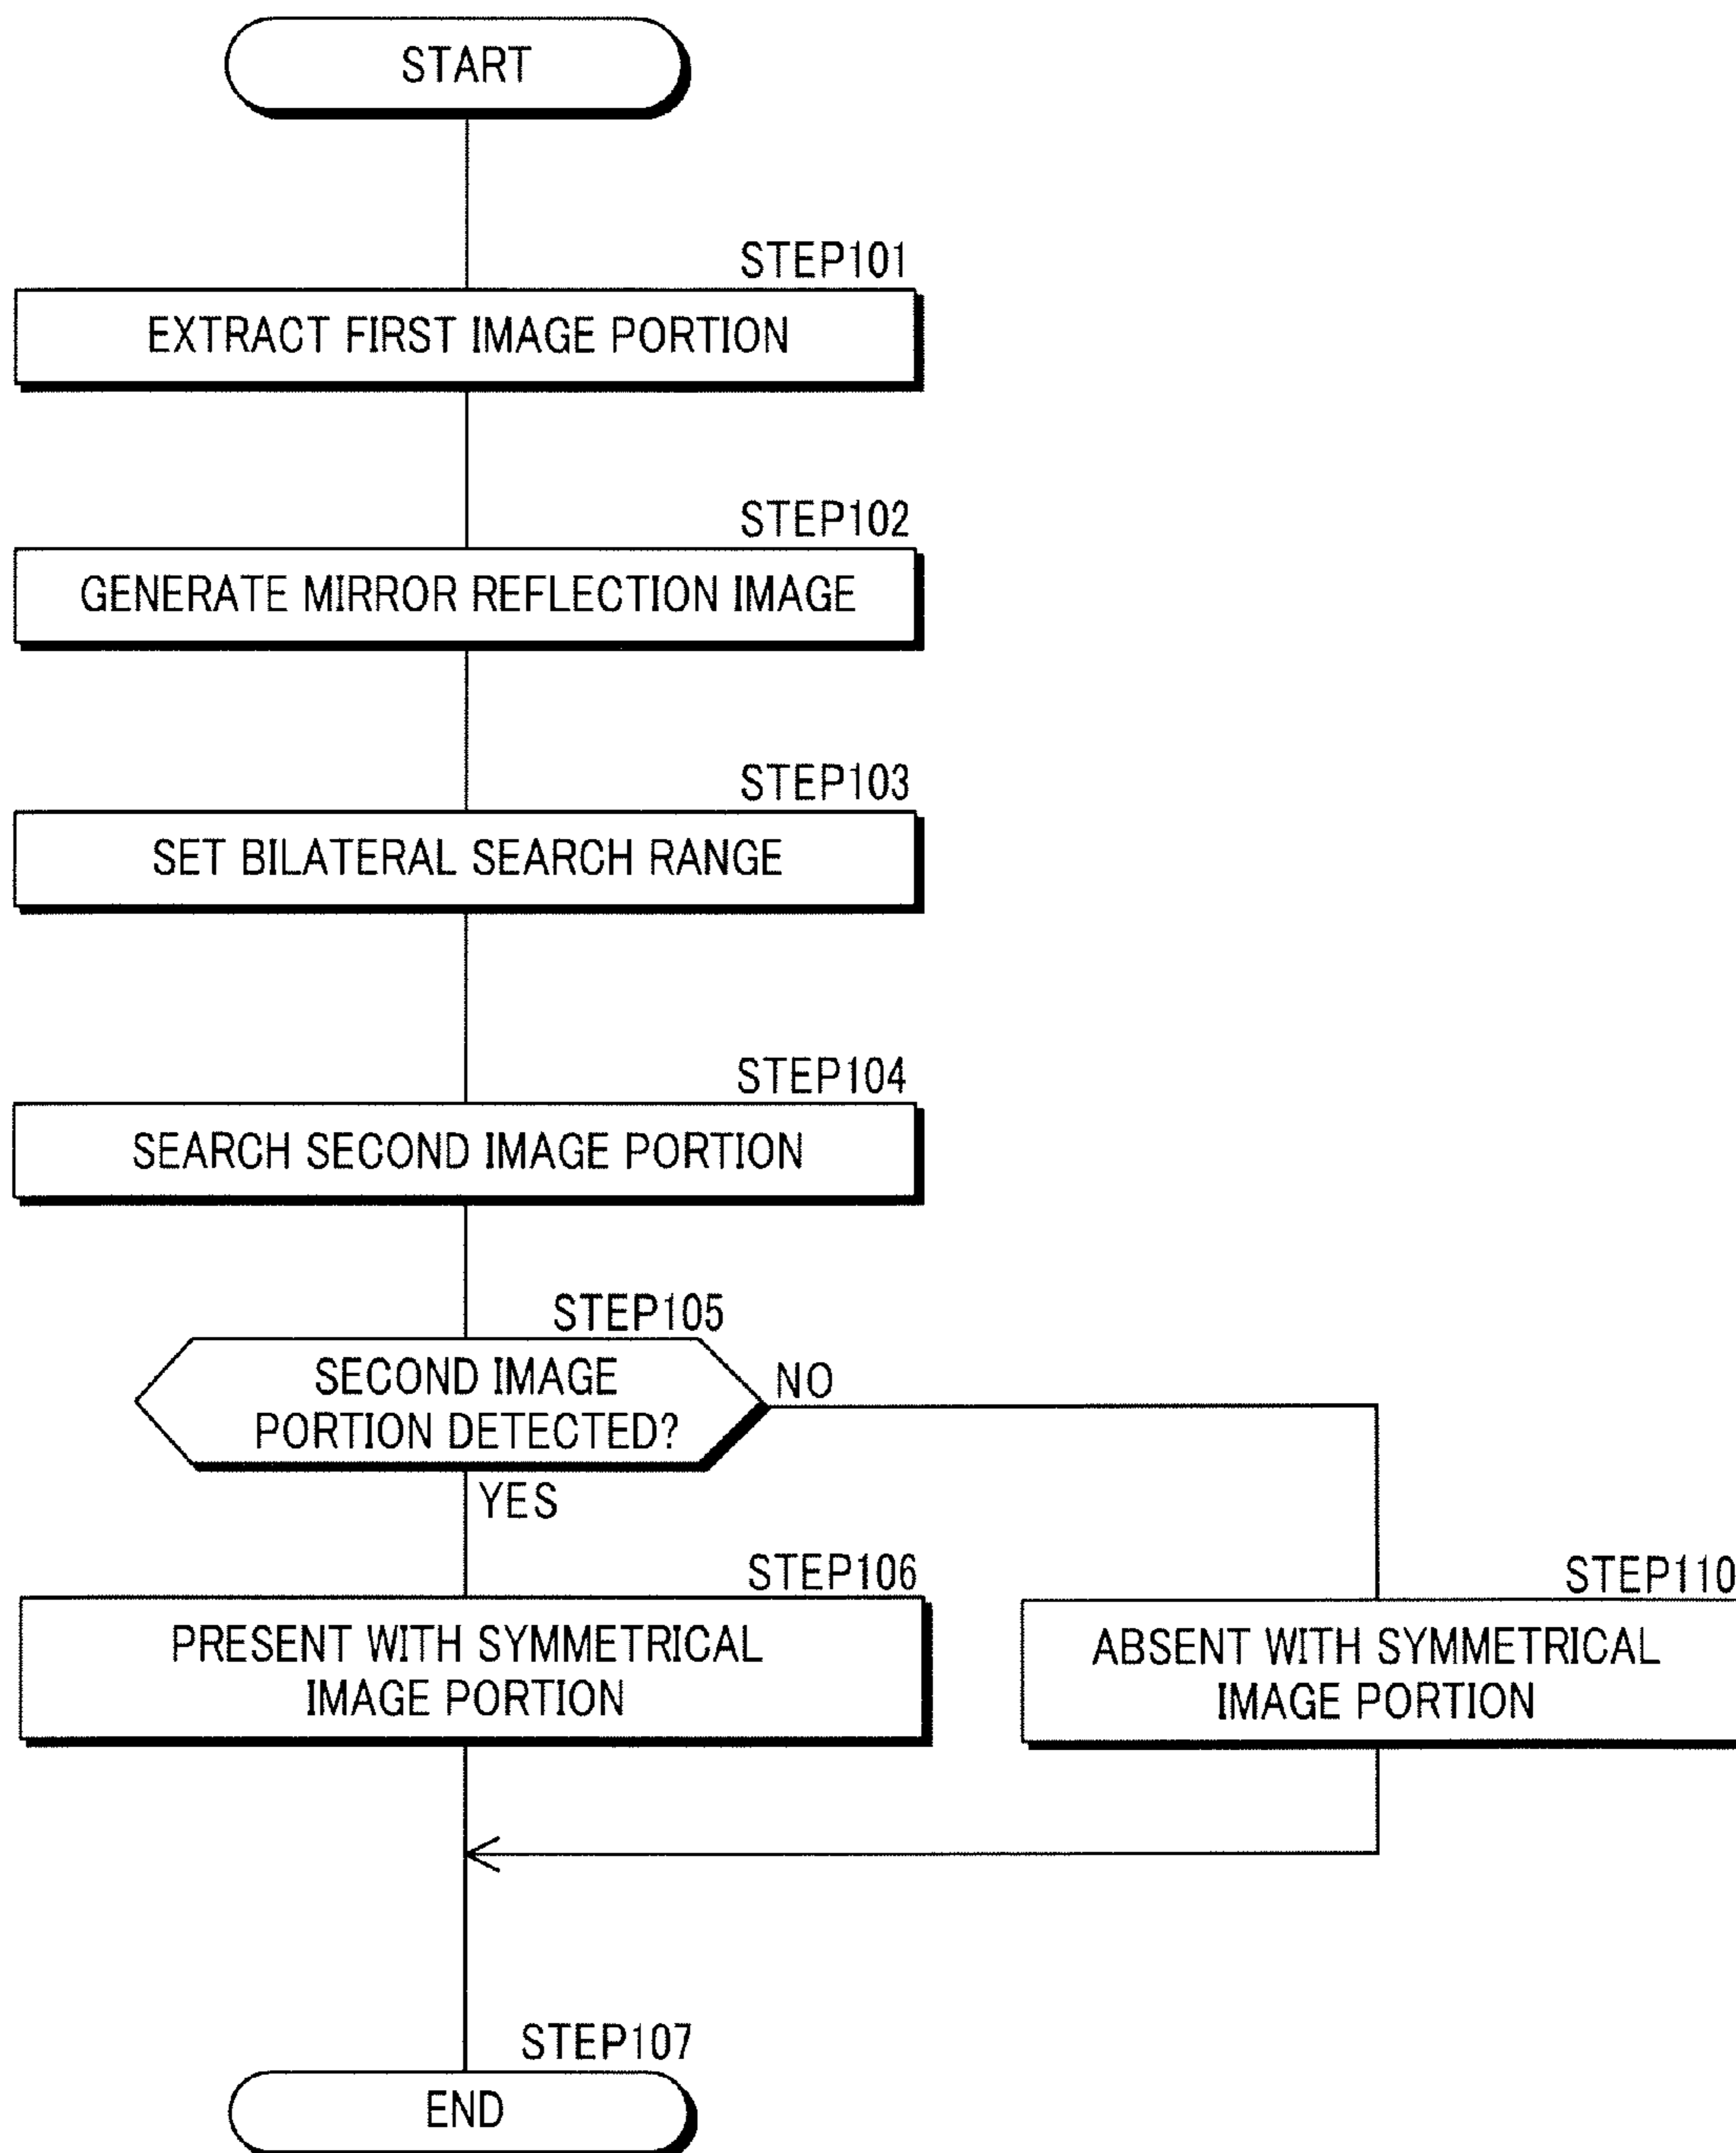 START
STEP101
EXTRACT FIRST IMAGE PORTION
STEP102
GENERATE MIRROR REFLECTION IMAGE
STEP103
SET BILATERAL SEARCH RANGE
STEP104
SEARCH SECOND IMAGE PORTION
STEP105
SECOND IMAGE
PORTION DETECTED?
NO
YES
STEP106
PRESENT WITH SYMMETRICAL
IMAGE PORTION
STEP110
ABSENT WITH SYMMETRICAL
IMAGE PORTION
STEP107
END